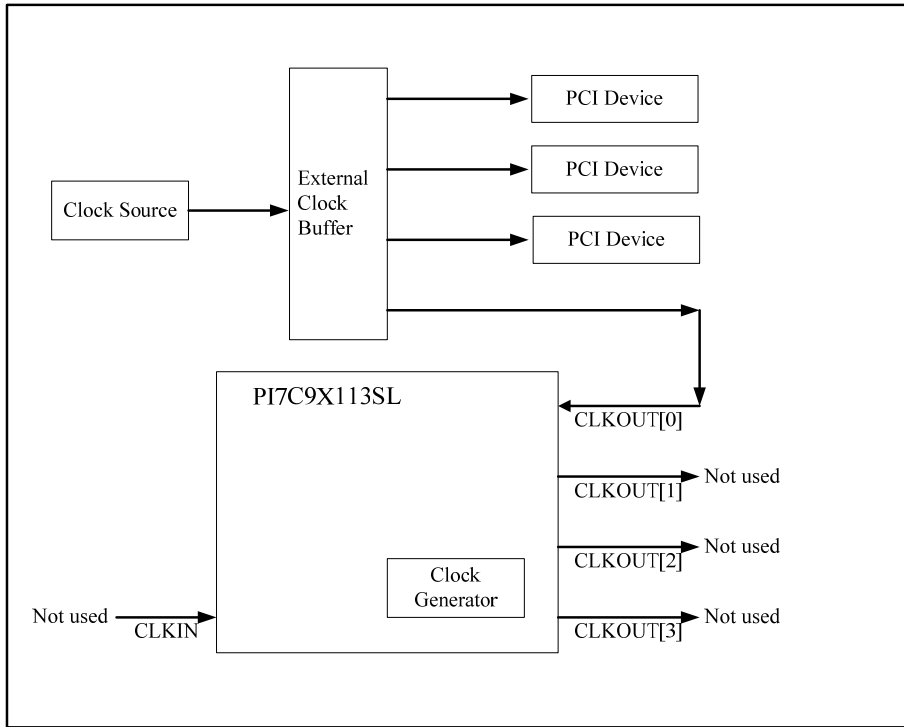 PCI Device
External
Clock
Buffer
PCI Device
Clock Source
PCI Device
PI7C9X113SL
CLKOUT[0]
CLKOUT[1]
Not used
CLKOUT[2]
Not used
Clock
Generator
Not used
CLKIN
CLKOUT[3]
Not used